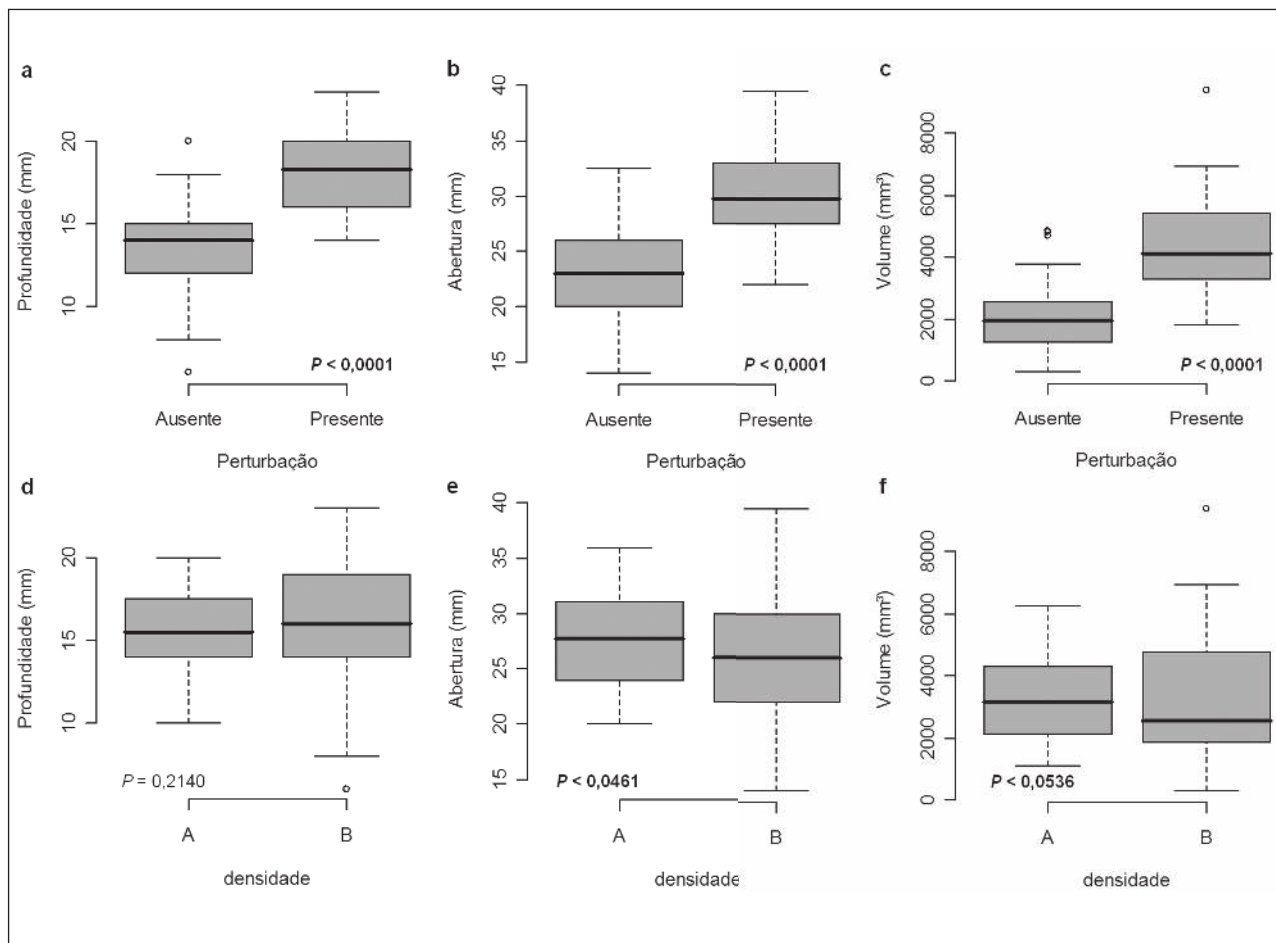 a
Profundidade (mm)
20
15
10
P < 0,0001
Ausente
Presente
Perturbação
b
Abertura (mm)
40
35
30
25
20
15
P < 0,0001
Ausente
Presente
Perturbação
c
Volume (mm³)
8000
6000
4000
2000
0
P < 0,0001
Ausente
Presente
Perturbação
d
Profundidade (mm)
20
15
10
P = 0,2140
A
B
densidade
e
Abertura (mm)
40
35
30
25
20
15
P < 0,0461
A
B
densidade
f
Volume (mm³)
8000
6000
4000
2000
0
P < 0,0536
A
B
densidade